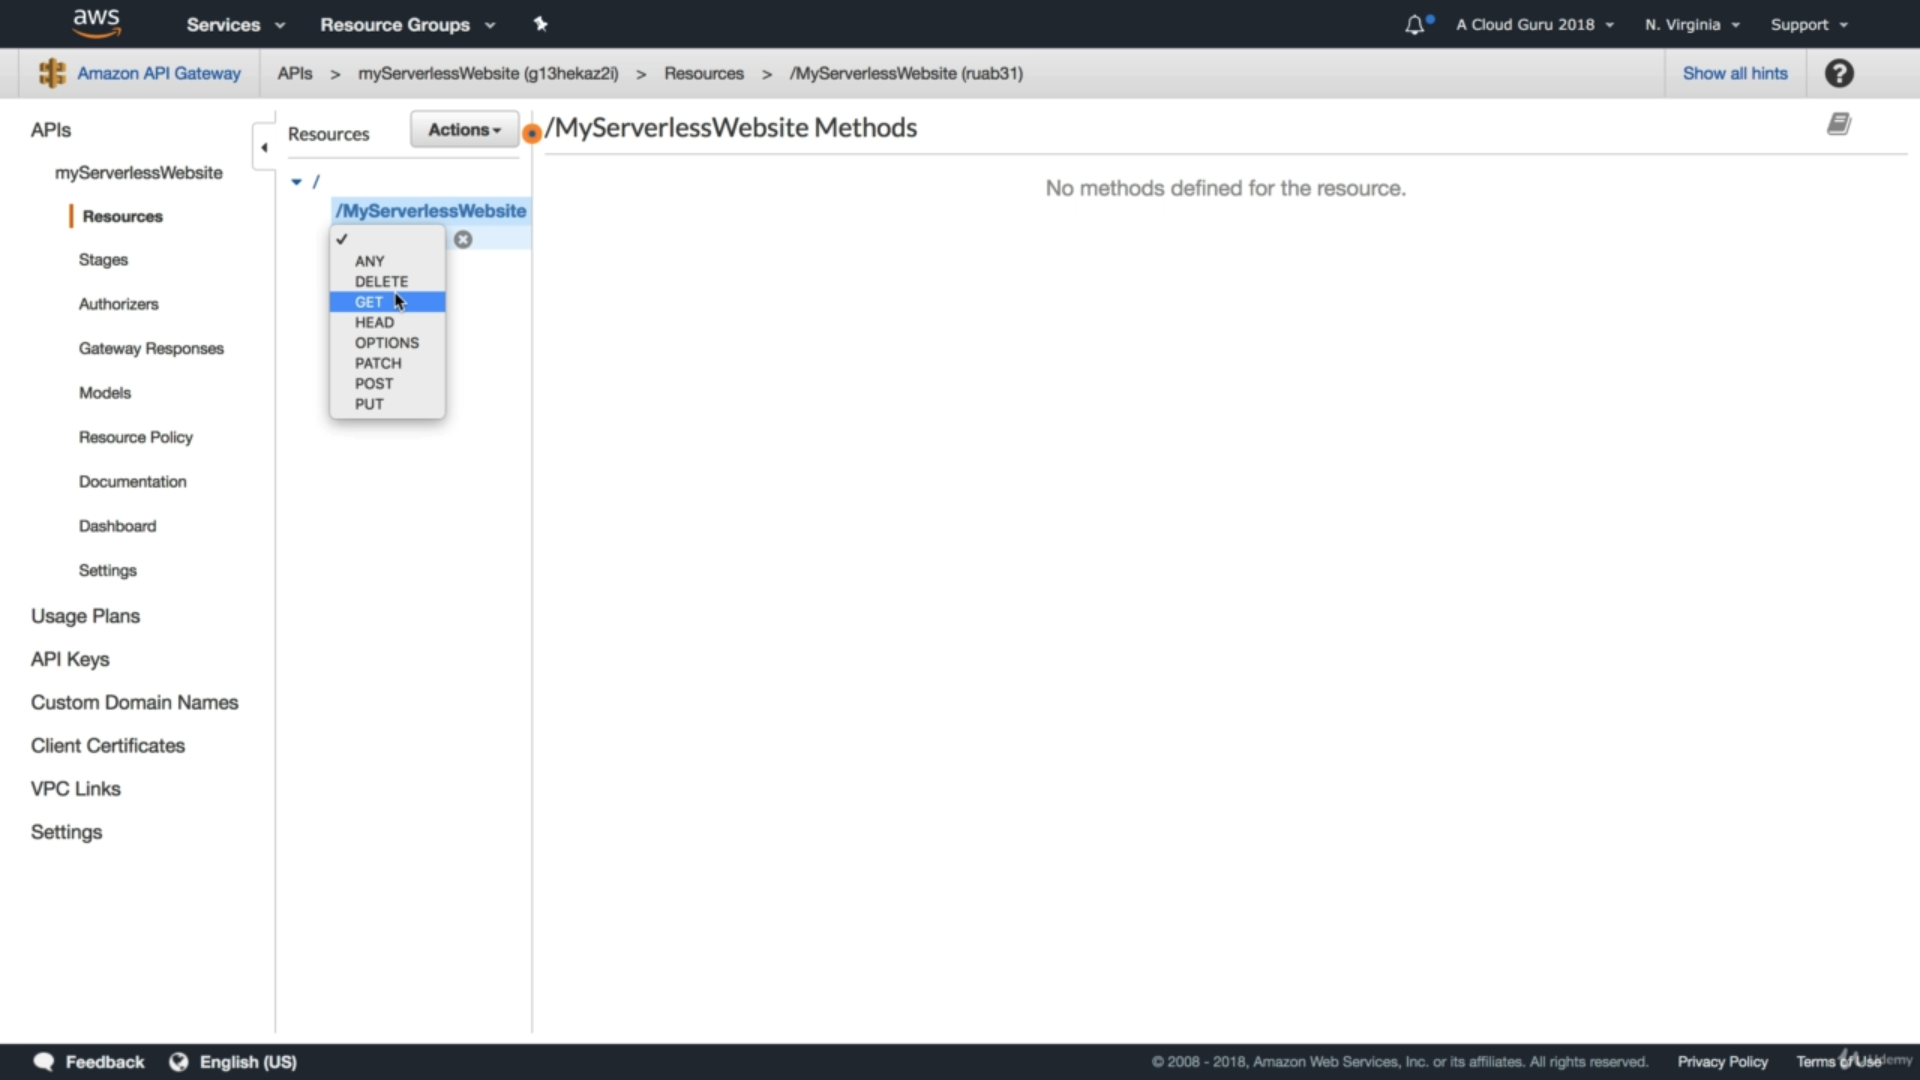 aws
Services
Resource Groups
A Cloud Guru 2018
N. Virginia
Support
Amazon API Gateway
APIs > myServerlessWebsite (g13hekaz2i) > Resources > /MyServerlessWebsite (ruab31)
Show all hints
?
APIs
myServerlessWebsite
Resources
Stages
Authorizers
Gateway Responses
Models
Resource Policy
Documentation
Dashboard
Settings
Usage Plans
API Keys
Custom Domain Names
Client Certificates
VPC Links
Settings
Resources
Actions
/
/MyServerlessWebsite
ANY
DELETE
GET
HEAD
OPTIONS
PATCH
POST
PUT
/MyServerlessWebsite Methods
No methods defined for the resource.
Feedback
English (US)
© 2008 - 2018, Amazon Web Services, Inc. or its affiliates. All rights reserved.
Privacy Policy
Terms of Use